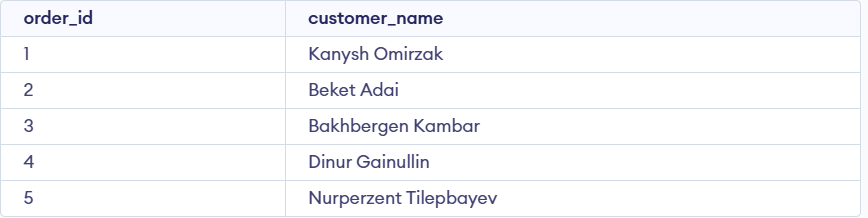 order_id customer_name
1 Kanysh Omirzak
2 Beket Adai
3 Bakhbergen Kambar
4 Dinur Gainullin
5 Nurperzent Tilepbayev